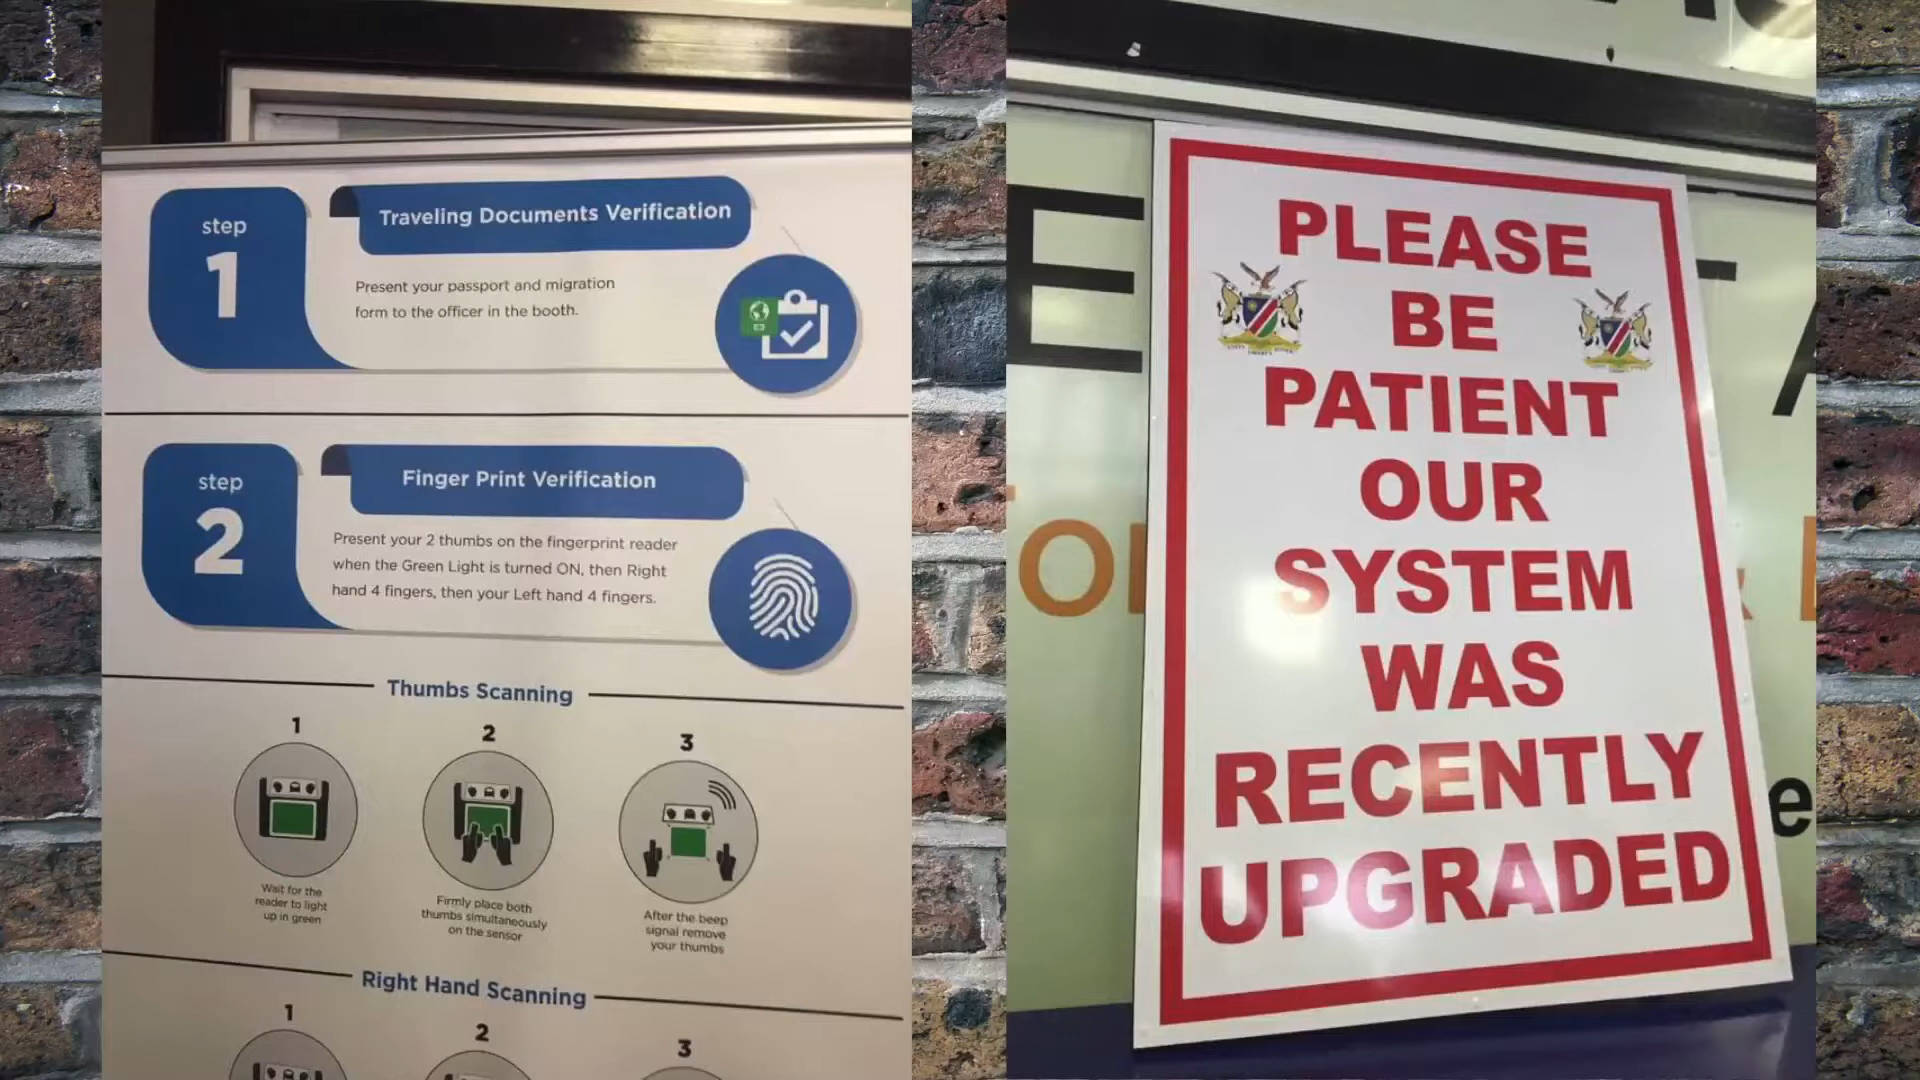 step
1
Traveling Documents Verification
Present your passport and migration
form to the officer in the booth.
step
2
Finger Print Verification
Present your 2 thumbs on the fingerprint reader
when the Green Light is turned ON, then Right
hand 4 fingers, then your Left hand 4 fingers.
Thumbs Scanning
1
2
3
Wait for the
reader to light
up in green
Firmly place both
thumbs simultaneously
on the sensor
After the beep
signal remove
your thumbs
Right Hand Scanning
1
2
3
PLEASE
BE
PATIENT
OUR
SYSTEM
WAS
RECENTLY
UPGRADED